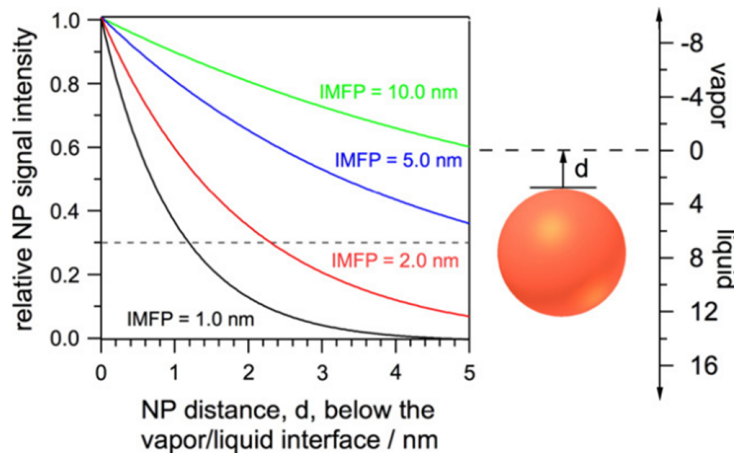 relative NP signal intensity
1.0
0.8
0.6
0.4
0.2
0.0
IMFP = 10.0 nm
IMFP = 5.0 nm
IMFP = 2.0 nm
IMFP = 1.0 nm
0 1 2 3 4 5
NP distance, d, below the
vapor/liquid interface / nm
d
-8
-4
0
4
8
12
16
vapor
liquid